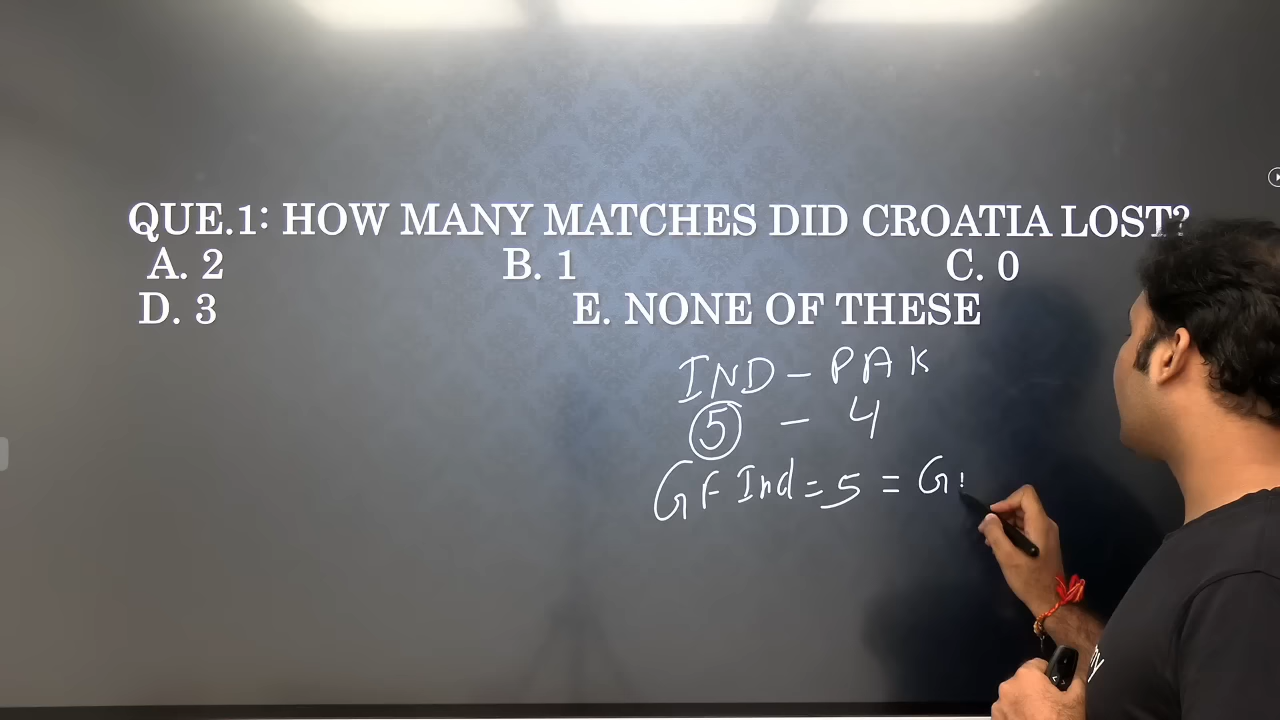 QUE.1: HOW MANY MATCHES DID CROATIA LOST?
A. 2 B. 1 C. 0
D. 3 E. NONE OF THESE
IND - PAK
5 - 4
GF Ind = 5 = G